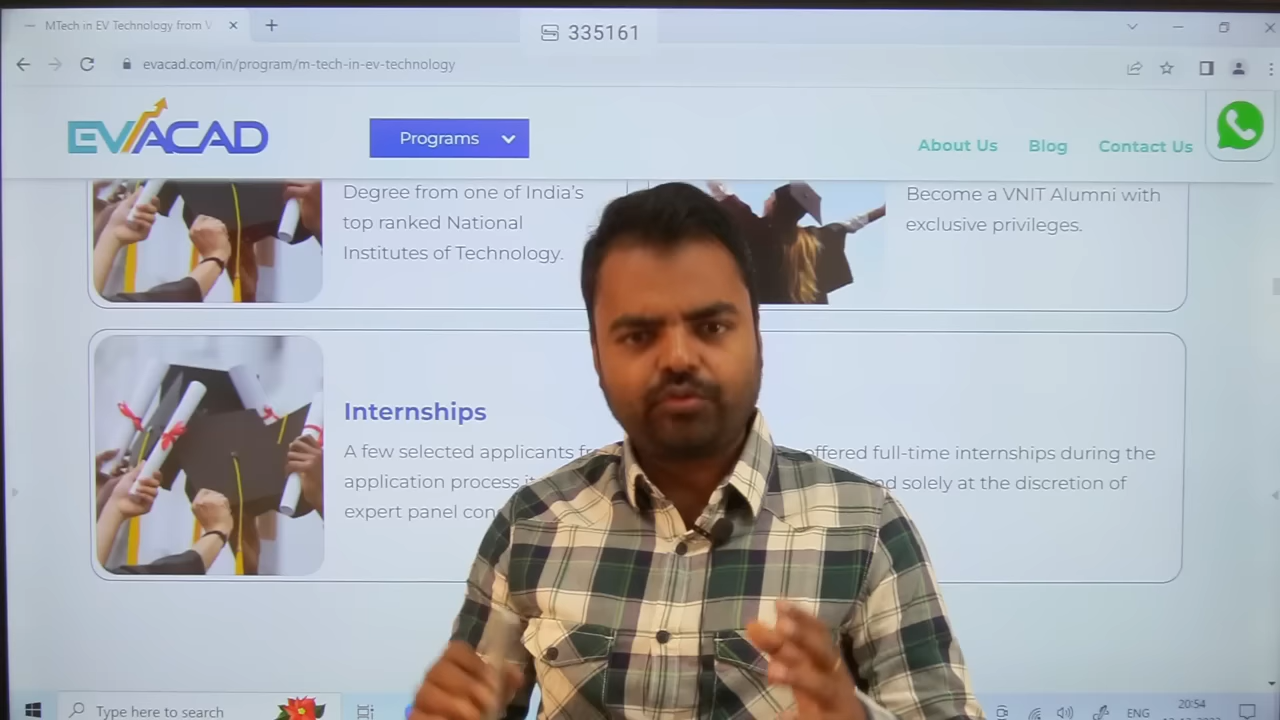 MTech in EV Technology from V
335161
evacad.com/in/program/m-tech-in-ev-technology
EVACAD
Programs
About Us
Blog
Contact Us
Degree from one of India's
top ranked National
Institutes of Technology.
Become a VNIT Alumni with
exclusive privileges.
Internships
A few selected applicants offered full-time internships during the
application process solely at the discretion of
expert panel
Type here to search
ENG
20:54